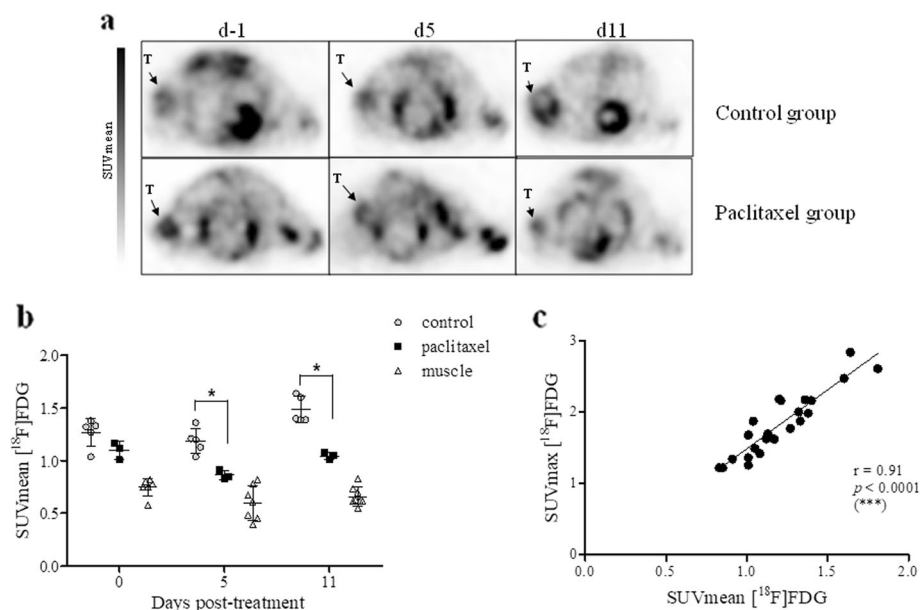 a
d-1 d5 d11
T T T
Control group
SUVmean
T T T
Paclitaxel group
b
control
paclitaxel
muscle
2.0
1.5
1.0
0.5
0.0
* *
SUVmean [¹⁸F]FDG
0 5 11
Days post-treatment
c
3
2
1
0
SUVmax [¹⁸F]FDG
r = 0.91
p < 0.0001
(***)
0.0 0.5 1.0 1.5 2.0
SUVmean [¹⁸F]FDG